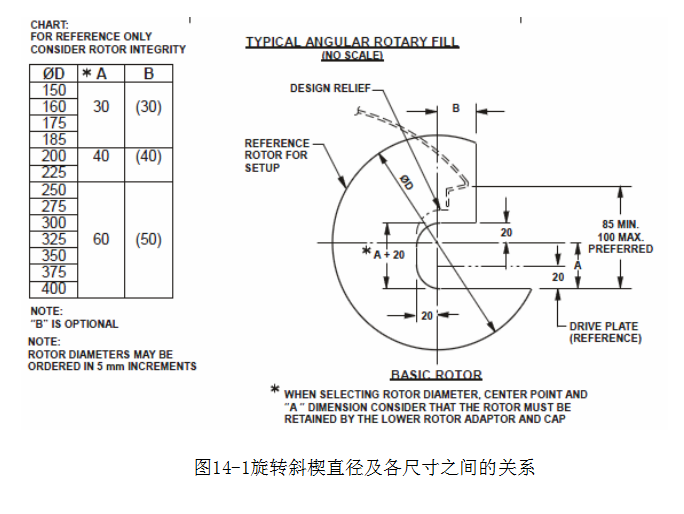 CHART:
FOR REFERENCE ONLY
CONSIDER ROTOR INTEGRITY
ØD * A B
150
160 30 (30)
175
185
200 40 (40)
225
250
275
300
325 60 (50)
350
375
400
NOTE:
"B" IS OPTIONAL
NOTE:
ROTOR DIAMETERS MAY BE
ORDERED IN 5 mm INCREMENTS
TYPICAL ANGULAR ROTARY FILL
(NO SCALE)
DESIGN RELIEF
B
REFERENCE
ROTOR FOR
SETUP
ØD
20
85 MIN.
100 MAX.
PREFERRED
* A + 20
A
20
20
DRIVE PLATE
(REFERENCE)
BASIC ROTOR
* WHEN SELECTING ROTOR DIAMETER, CENTER POINT AND
"A " DIMENSION CONSIDER THAT THE ROTOR MUST BE
RETAINED BY THE LOWER ROTOR ADAPTOR AND CAP
图14-1旋转斜楔直径及各尺寸之间的关系